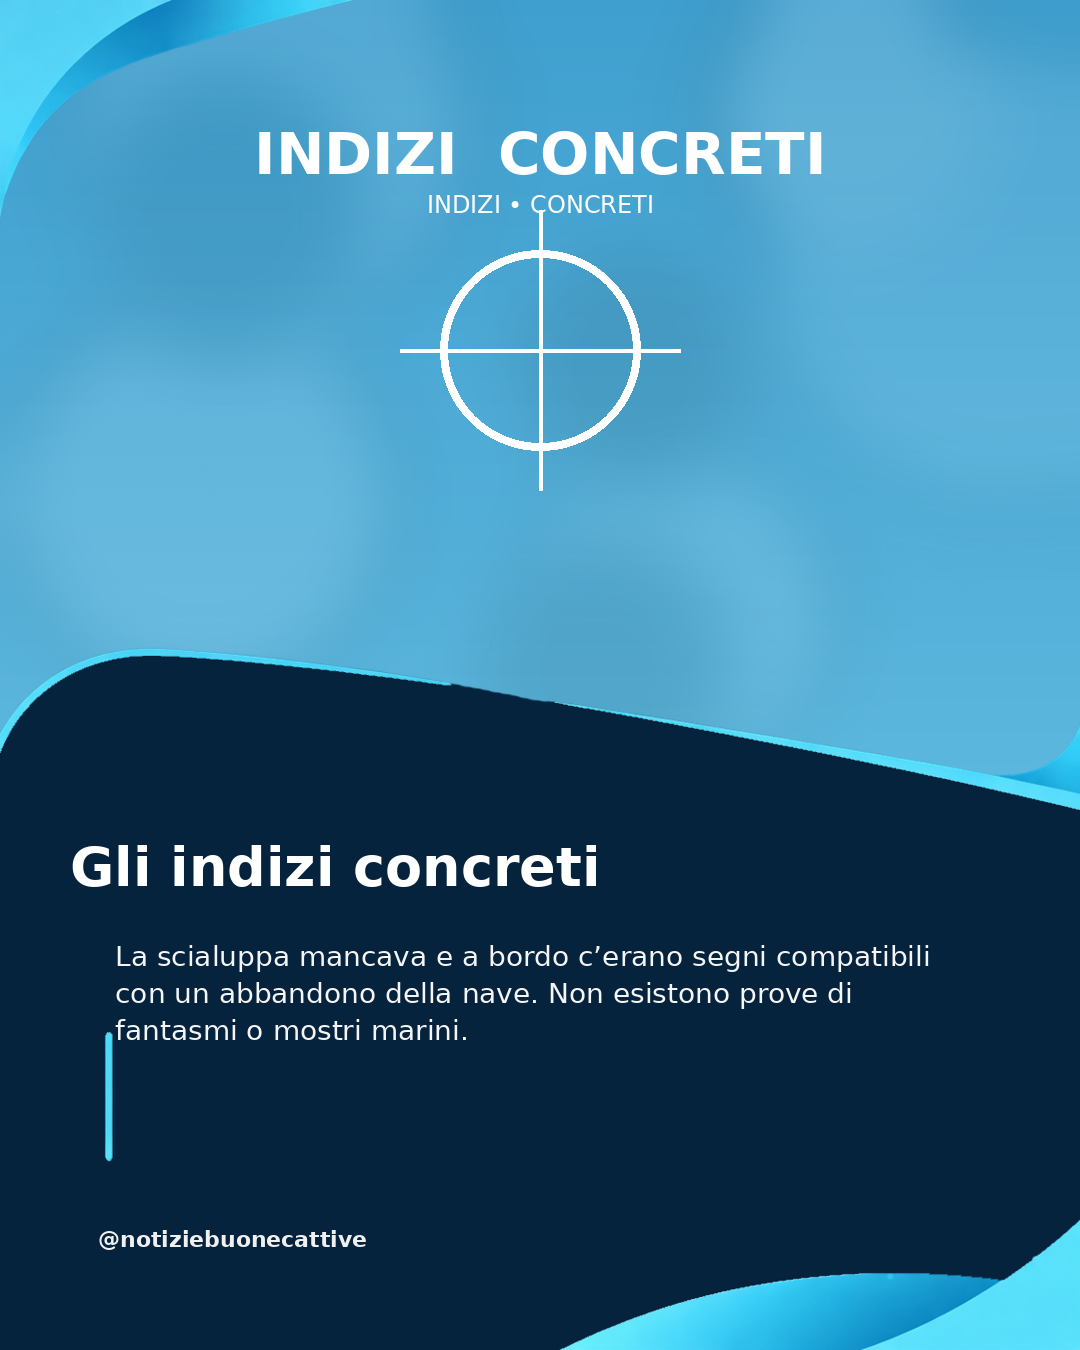 INDIZI CONCRETI
INDIZI • CONCRETI
Gli indizi concreti
La scialuppa mancava e a bordo c’erano segni compatibili
con un abbandono della nave. Non esistono prove di
fantasmi o mostri marini.
@notiziebuonecattive